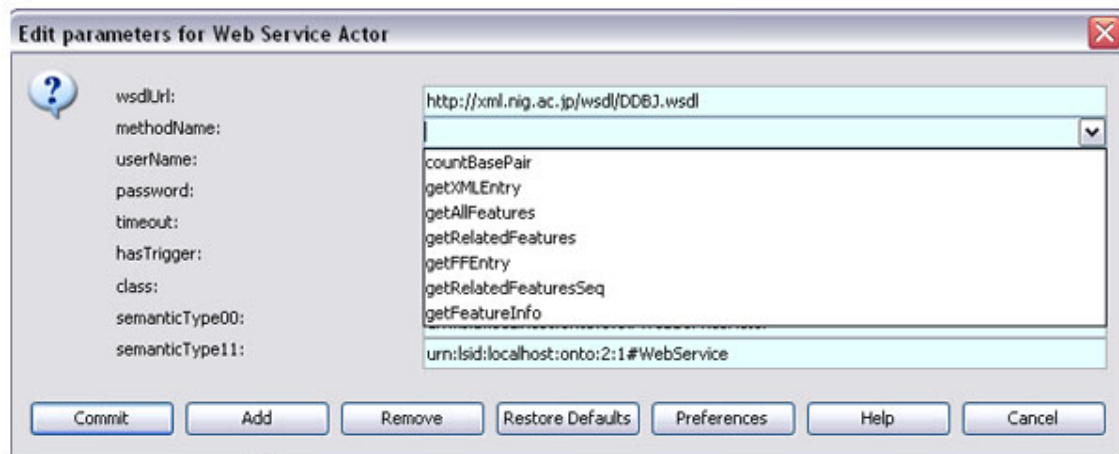 Edit parameters for Web Service Actor
wsdlUrl: http://xml.nig.ac.jp/wsdl/DDBJ.wsdl
methodName:
userName: countBasePair
password: getXMLEntry
timeout: getAllFeatures
hasTrigger: getRelatedFeatures
class: getFFEntry
getRelatedFeaturesSeq
semanticType00: getFeatureInfo
semanticType11: urn:lsid:localhost:onto:2:1#WebService
Commit Add Remove Restore Defaults Preferences Help Cancel